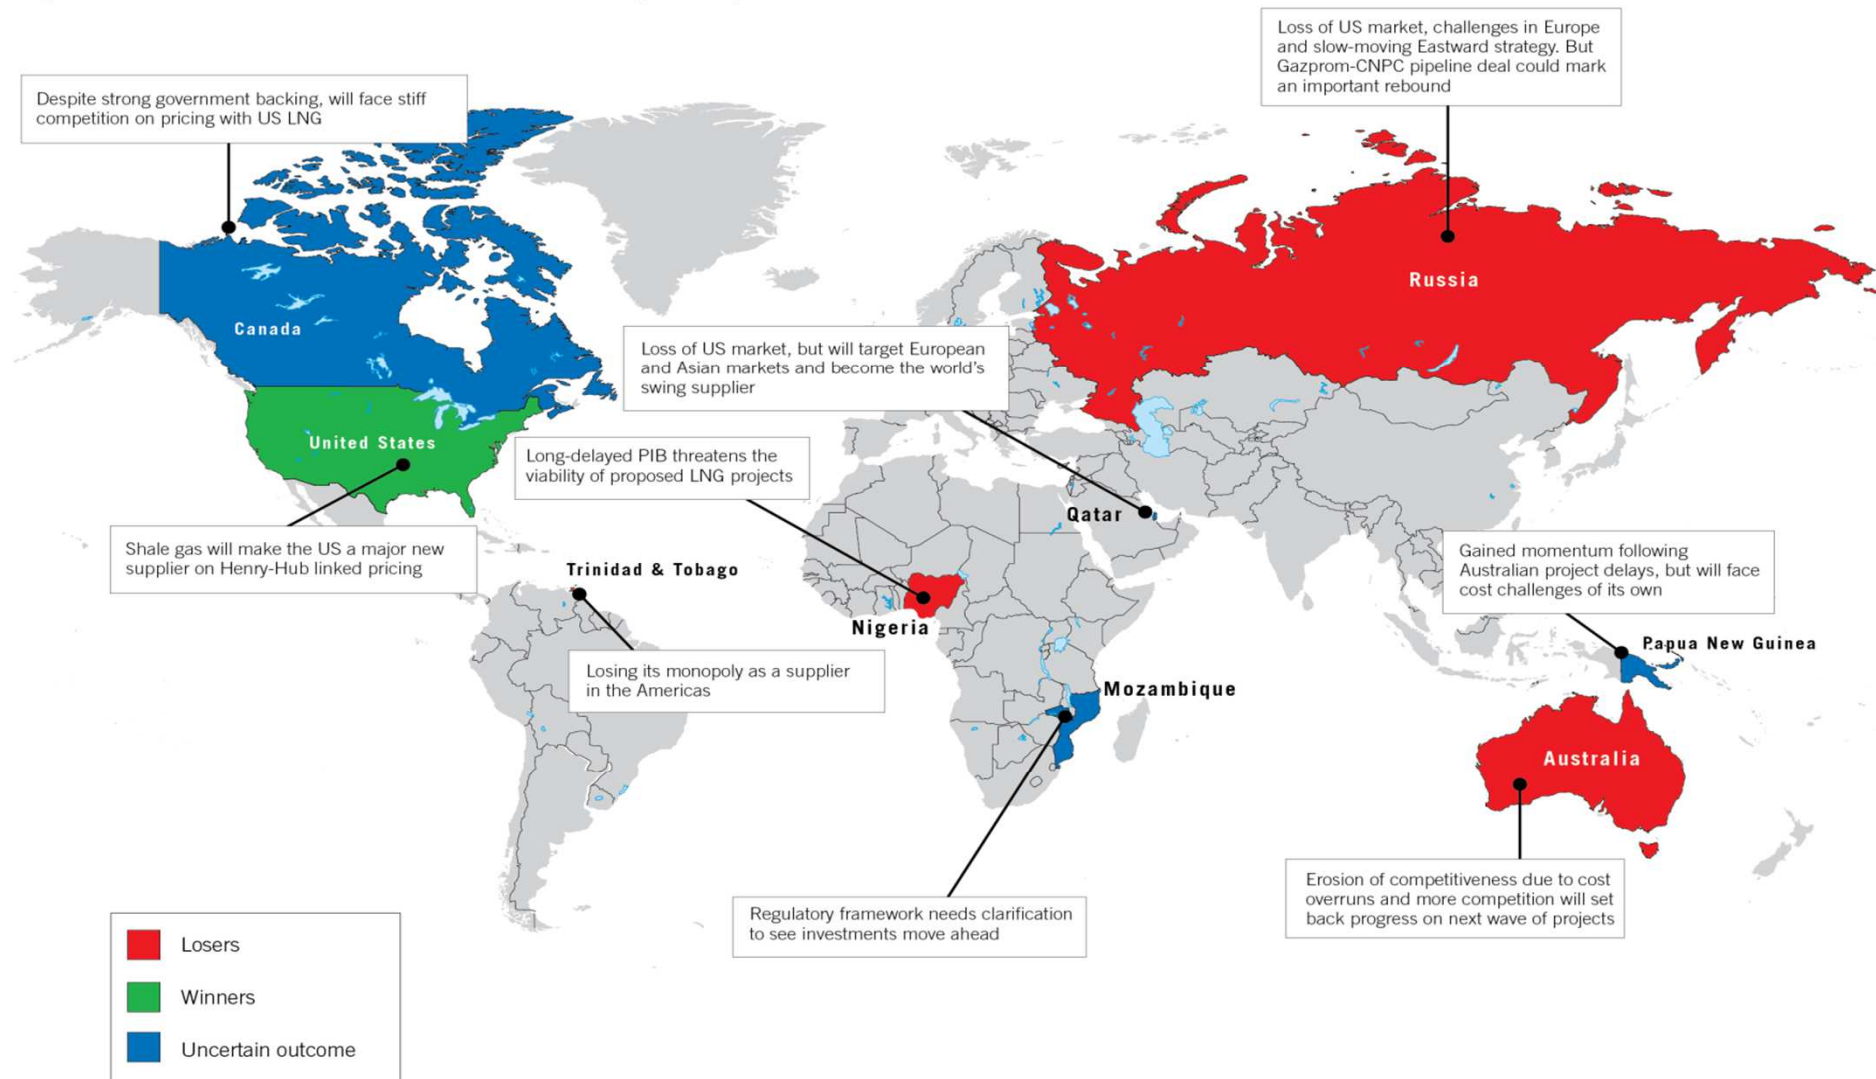 Loss of US market, challenges in Europe
and slow-moving Eastward strategy. But
Gazprom-CNPC pipeline deal could mark
an important rebound
Despite strong government backing, will face stiff
competition on pricing with US LNG
Russia
Canada
Loss of US market, but will target European
and Asian markets and become the world's
swing supplier
United States
Long-delayed PIB threatens the
viability of proposed LNG projects
Qatar
Shale gas will make the US a major new
supplier on Henry-Hub linked pricing
Trinidad & Tobago
Gained momentum following
Australian project delays, but will face
cost challenges of its own
Nigeria
Papua New Guinea
Losing its monopoly as a supplier
in the Americas
Mozambique
Australia
Erosion of competitiveness due to cost
overruns and more competition will set
back progress on next wave of projects
Regulatory framework needs clarification
to see investments move ahead
Losers
Winners
Uncertain outcome